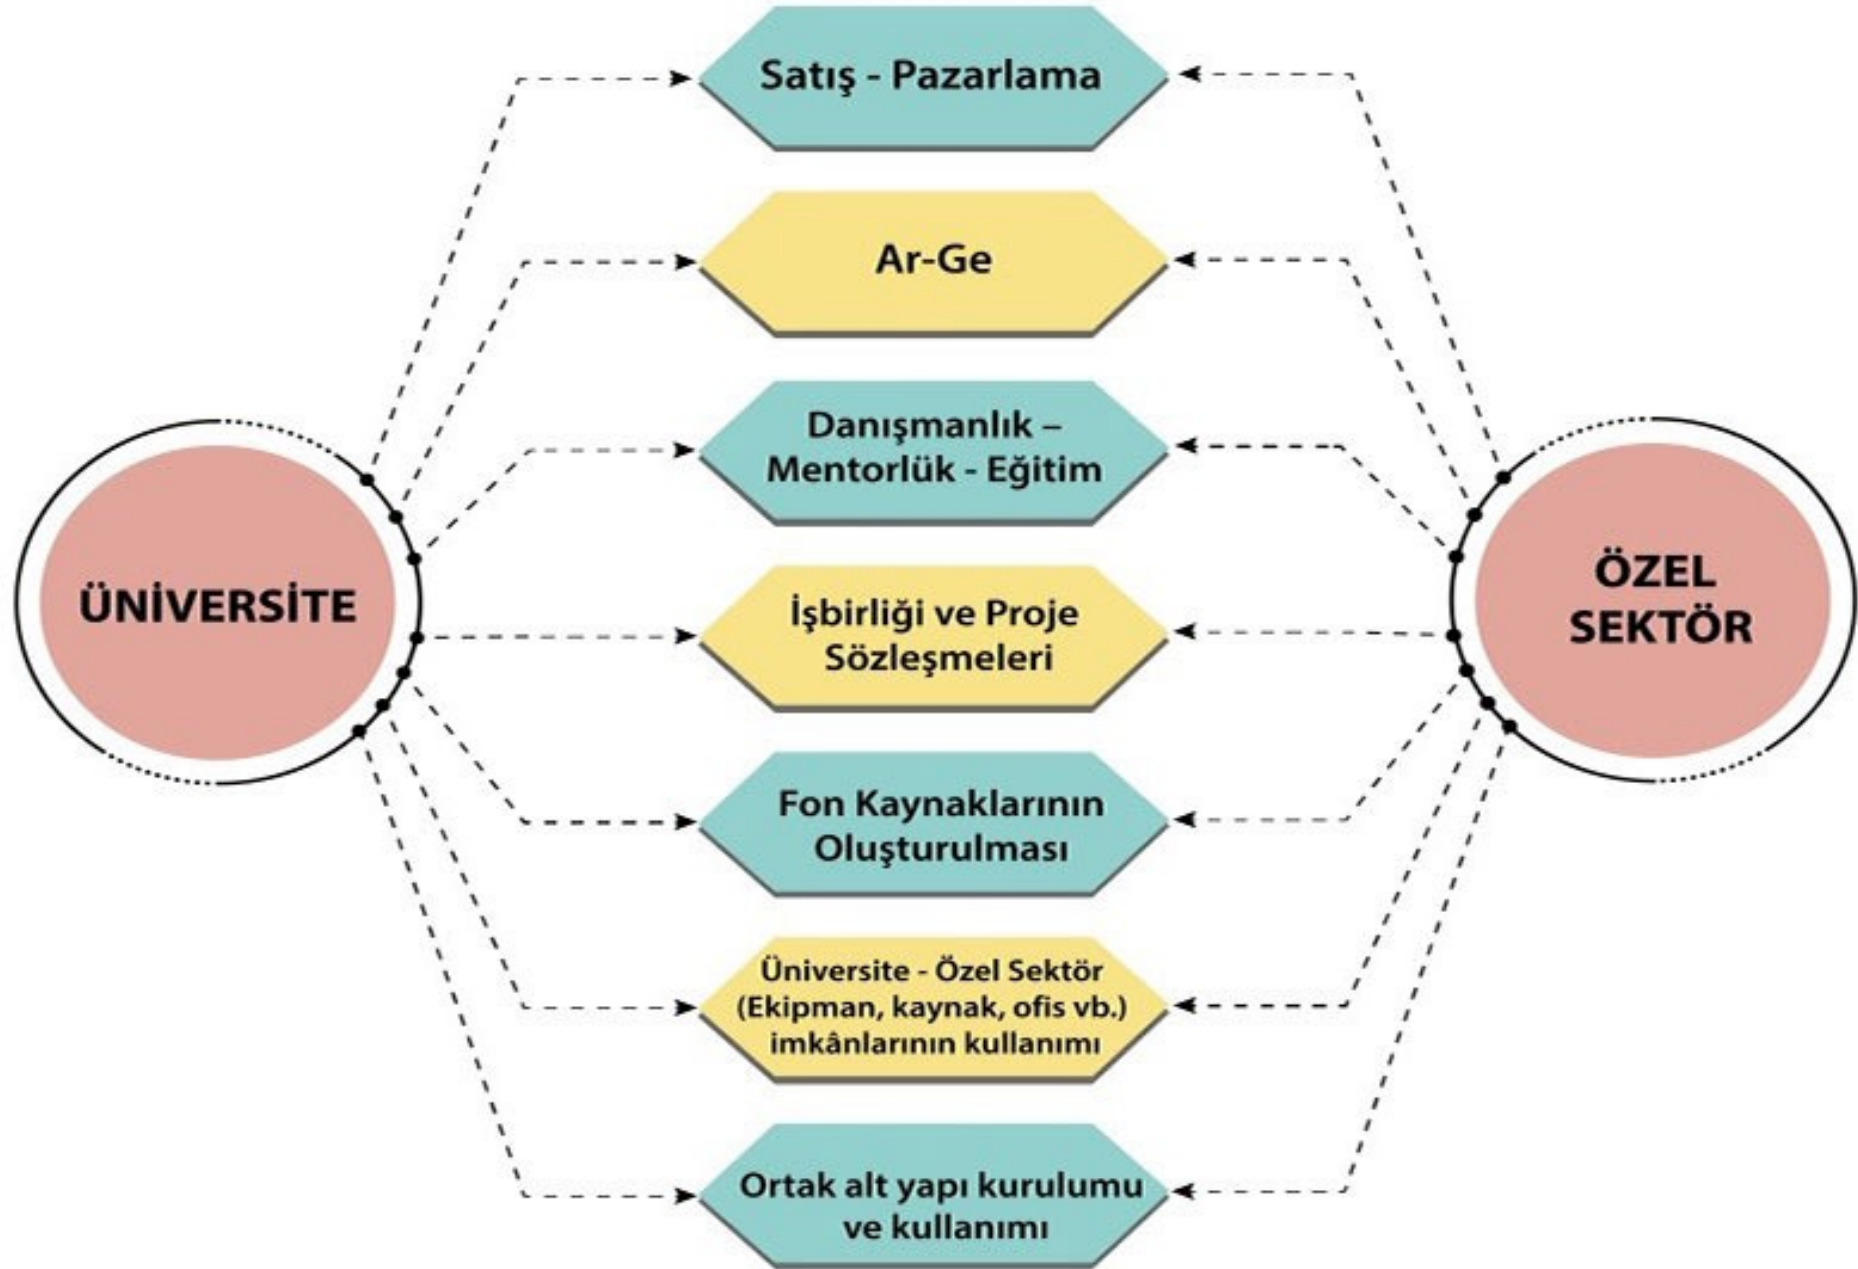 Satış - Pazarlama
Ar-Ge
Danışmanlık –
Mentorlük - Eğitim
ÜNİVERSİTE
İşbirliği ve Proje
Sözleşmeleri
ÖZEL
SEKTÖR
Fon Kaynaklarının
Oluşturulması
Üniversite - Özel Sektör
(Ekipman, kaynak, ofis vb.)
imkânlarının kullanımı
Ortak alt yapı kurulumu
ve kullanımı